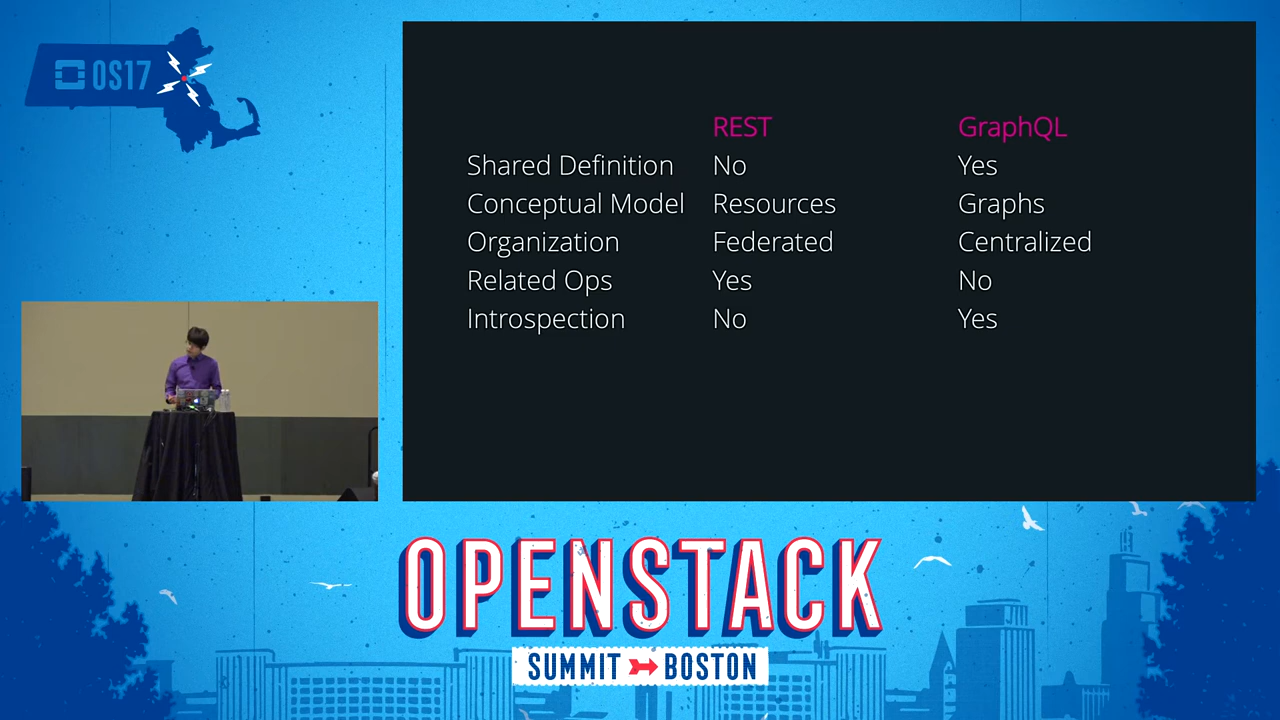 OS17
REST GraphQL
Shared Definition No Yes
Conceptual Model Resources Graphs
Organization Federated Centralized
Related Ops Yes No
Introspection No Yes
OPENSTACK
SUMMIT BOSTON